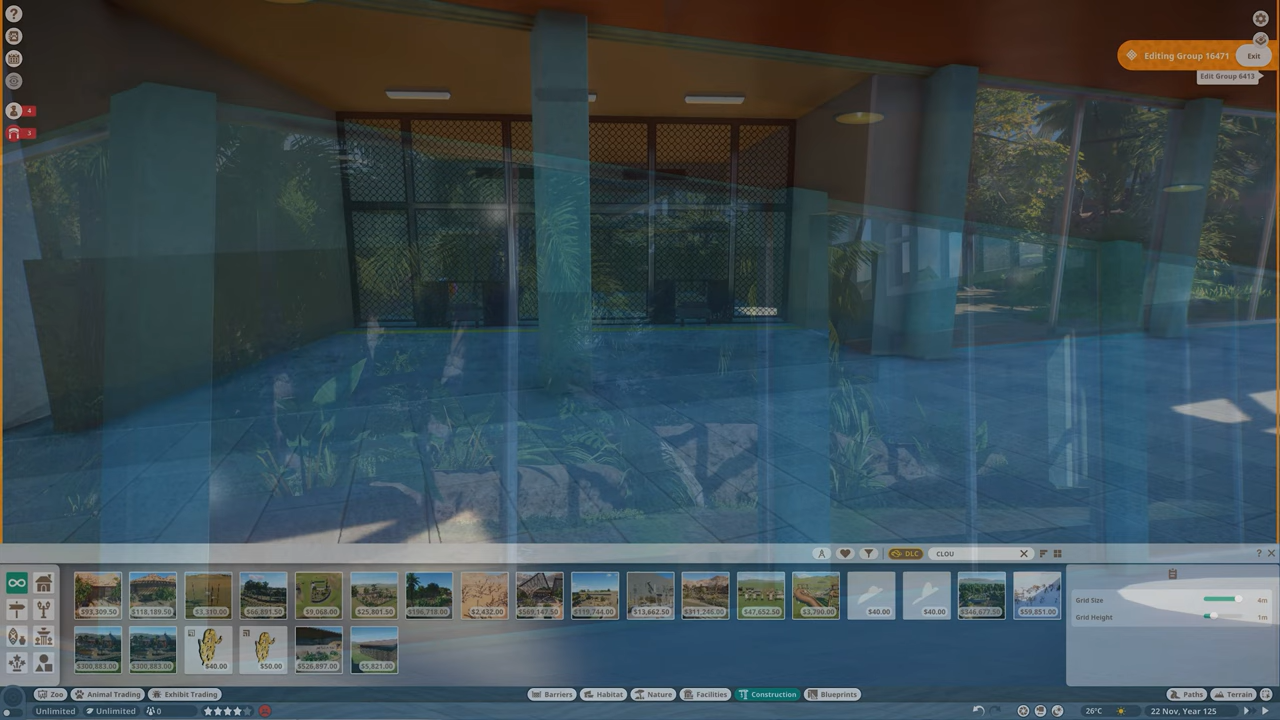 Editing Group 16471
Exit
Edit Group 6413
4
3
DLC
CLOU
$93,309.50
$118,189.50
$3,310.00
$66,891.50
$9,068.00
$25,801.50
$196,718.00
$2,432.00
$569,147.50
$119,744.00
$13,662.50
$311,246.00
$47,652.50
$3,700.00
$40.00
$40.00
$346,677.50
$59,851.00
Grid Size
4m
Grid Height
1m
$300,883.00
$300,883.00
$40.00
$50.00
$526,897.00
$5,821.00
Zoo
Animal Trading
Exhibit Trading
Barriers
Habitat
Nature
Facilities
Construction
Blueprints
Paths
Terrain
Unlimited
Unlimited
0
26°C
22 Nov, Year 125